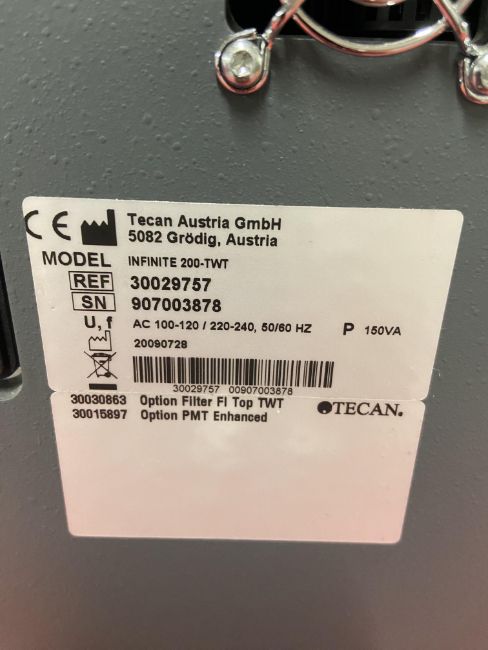 CE Tecan Austria GmbH
5082 Grödig, Austria
MODEL INFINITE 200-TWT
REF 30029757
SN 907003878
U, f AC 100-120 / 220-240, 50/60 HZ P 150VA
20090728
30029757 00907003878
30030863 Option Filter FI Top TWT
30015897 Option PMT Enhanced
TECAN.